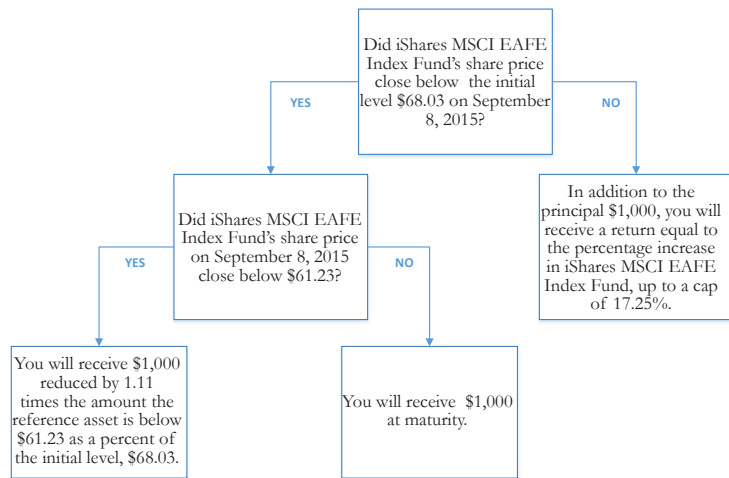 Did iShares MSCI EAFE
Index Fund's share price
close below the initial
level $68.03 on September
8, 2015?
YES
NO
Did iShares MSCI EAFE
Index Fund's share price
on September 8, 2015
close below $61.23?
In addition to the
principal $1,000, you will
receive a return equal to
the percentage increase
in iShares MSCI EAFE
Index Fund, up to a cap
of 17.25%.
YES
NO
You will receive $1,000
reduced by 1.11
times the amount the
reference asset is below
$61.23 as a percent of
the initial level, $68.03.
You will receive $1,000
at maturity.